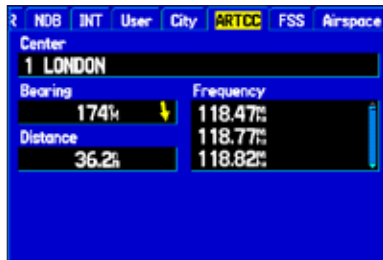 R NDB INT User City ARTCC FSS Airspace
Center
1 LONDON
Bearing Frequency
174°M 118.47
118.77
Distance 118.82
36.2